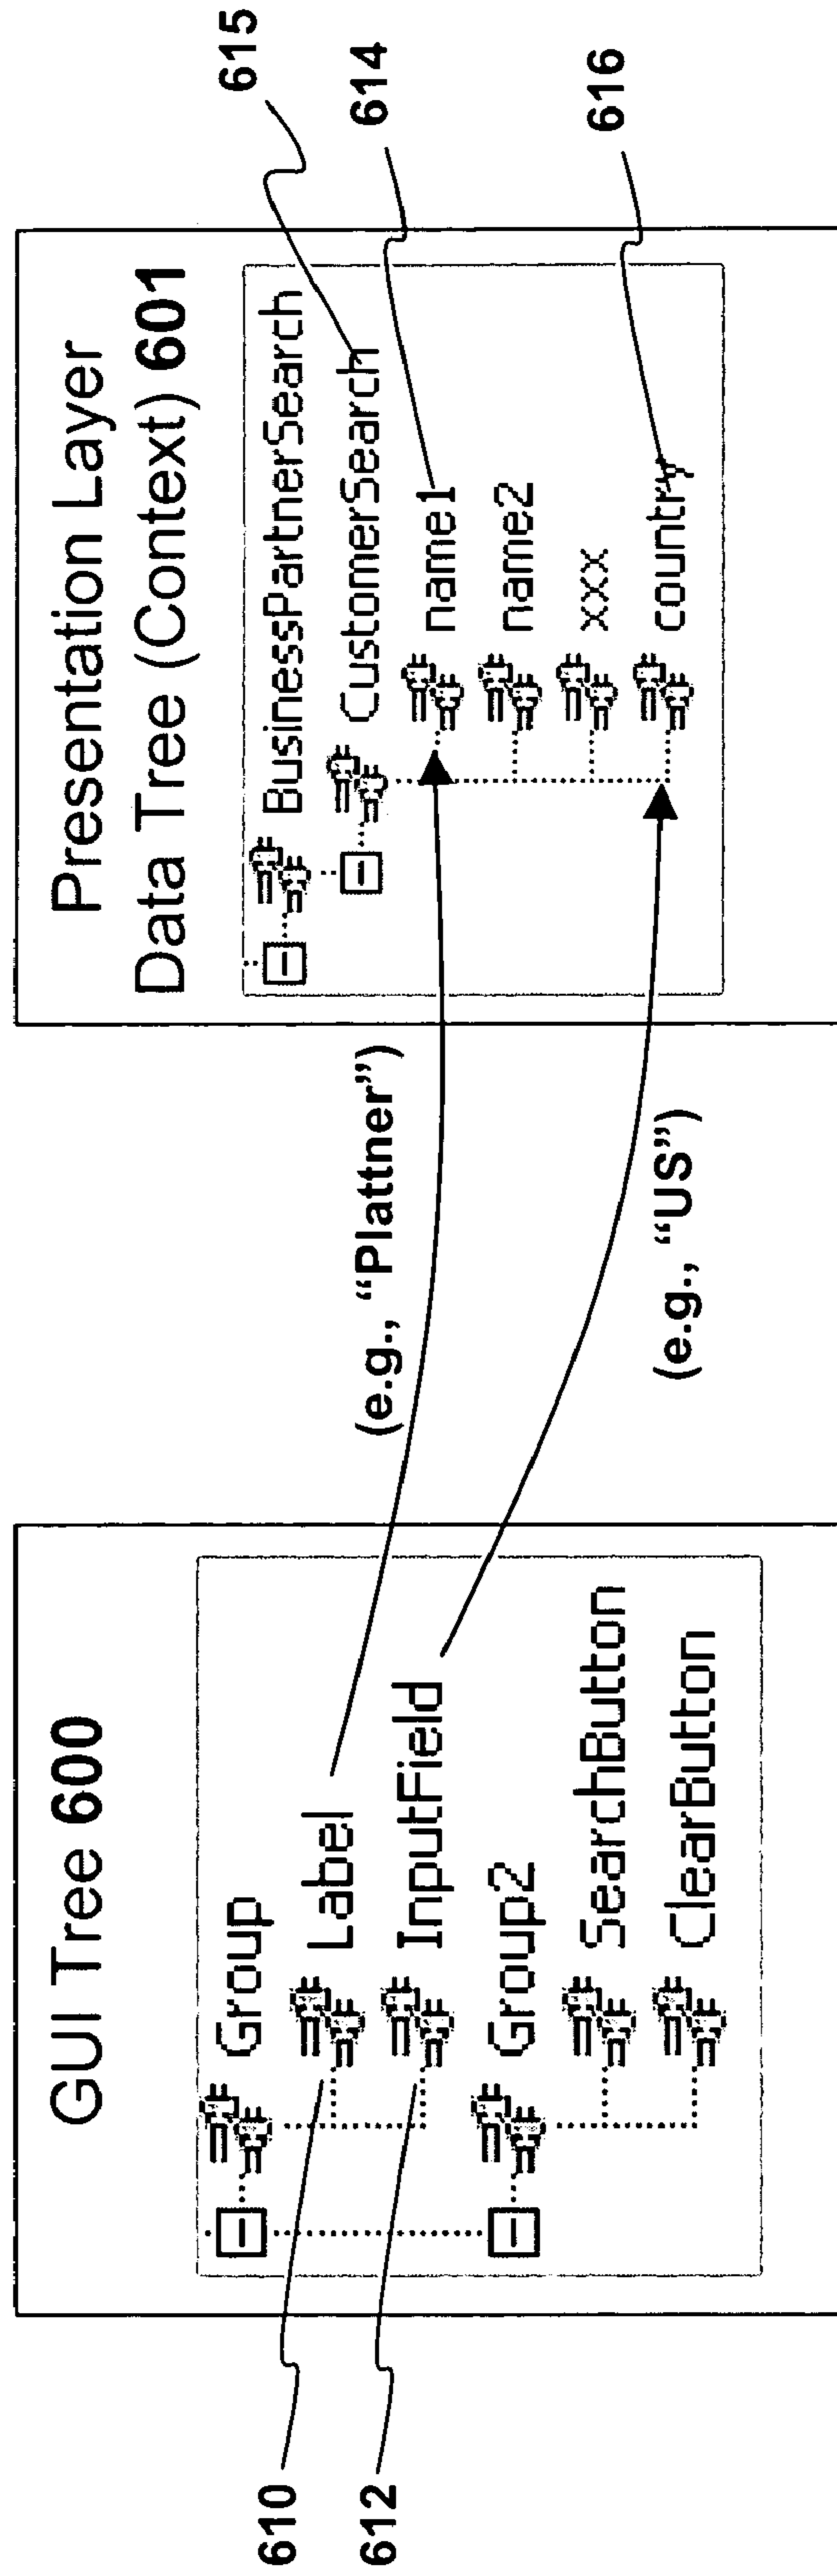 GUI Tree 600
Group
Label
InputField
Group2
SearchButton
ClearButton
610
612
(e.g., “Plattner”)
(e.g., “US”)
Presentation Layer
Data Tree (Context) 601
BusinessPartnerSearch
CustomerSearch
name1
name2
xxx
country
615
614
616